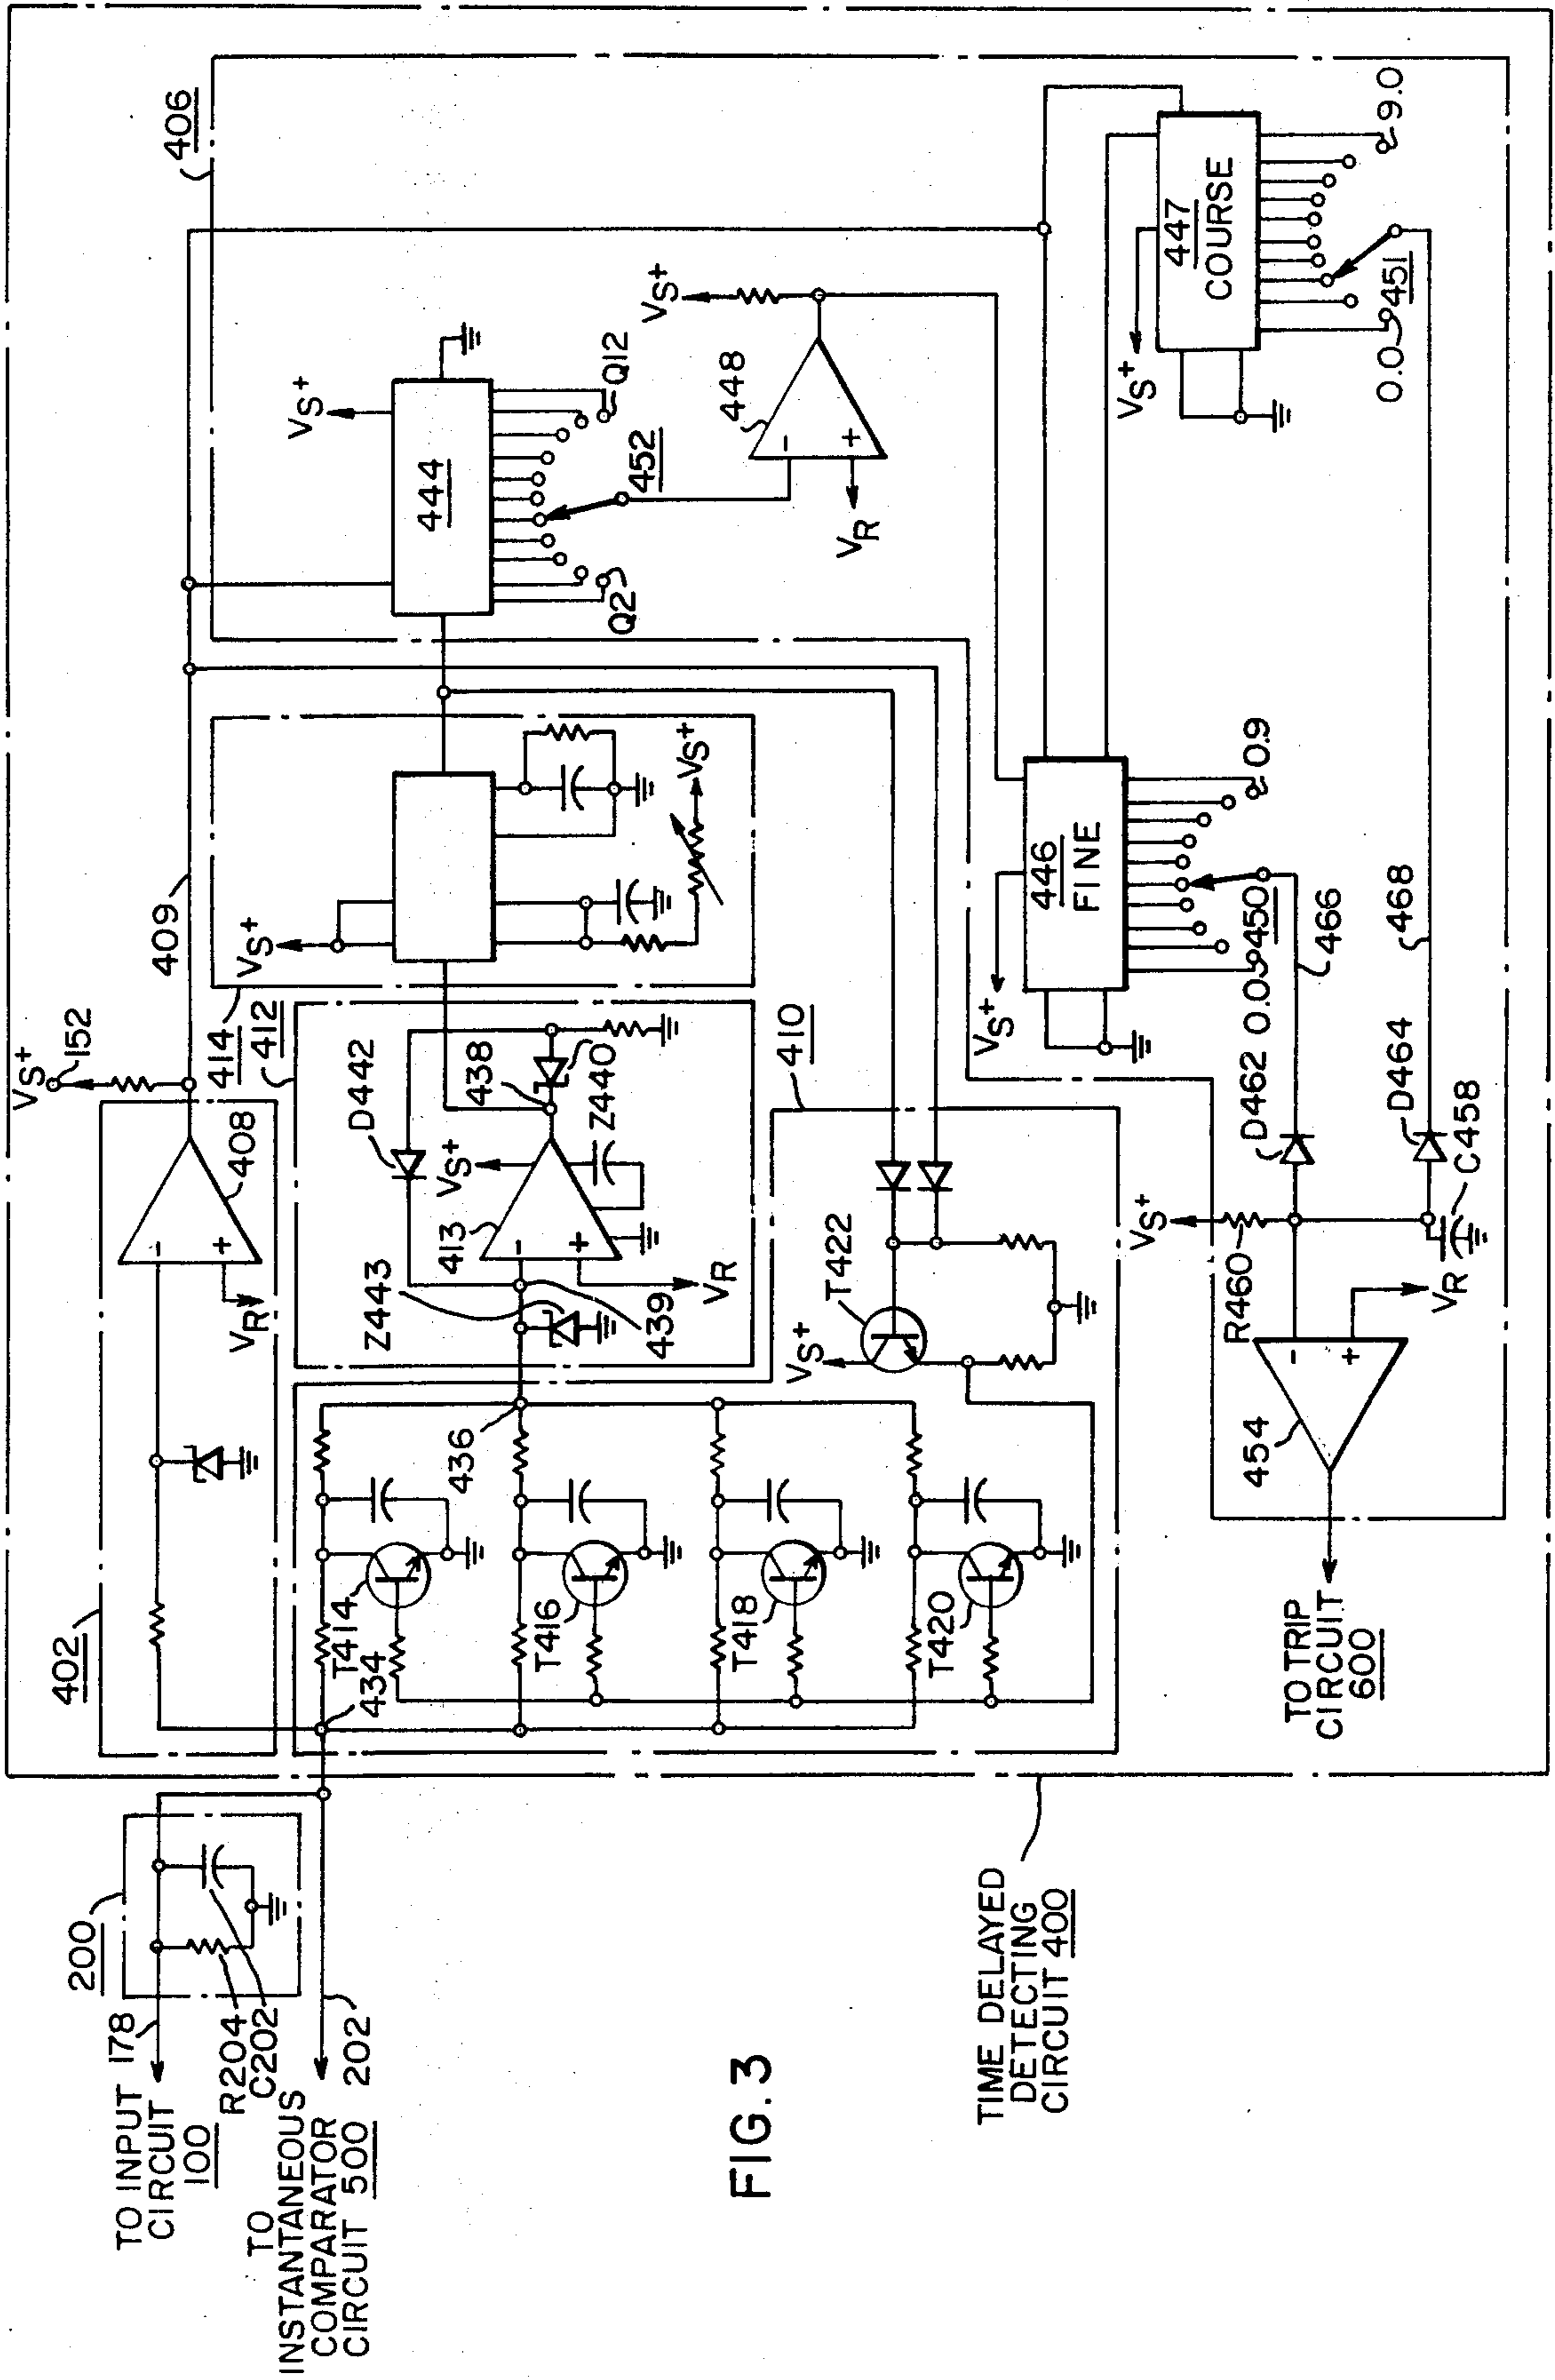 TO INPUT 178
CIRCUIT
100
R204
C202
200
TO
INSTANTANEOUS
COMPARATOR
CIRCUIT 500
202
402
VS+
152
408
VR
409
406
434
T414
T416
T418
T420
436
410
T422
VS+
412
D442
VS+
413
Z443
439
438
Z440
VR
414
VS+
VS+
444
VS+
Q2
Q12
452
448
VS+
VR
446
FINE
VS+
0.0
0.9
450
447
COURSE
VS+
0.0
9.0
451
466
468
D462
D464
C458
R460
VS+
VR
454
TO TRIP
CIRCUIT
600
TIME DELAYED
DETECTING
CIRCUIT 400
FIG. 3